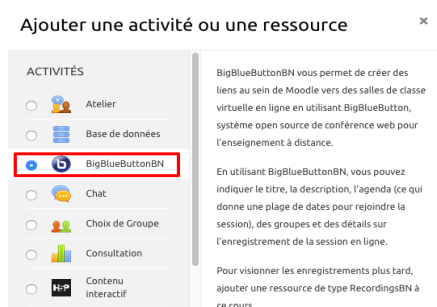 Ajouter une activité ou une ressource
×
ACTIVITÉS
Atelier
Base de données
BigBlueButtonBN
Chat
Choix de Groupe
Consultation
H-P
Contenu
interactif
BigBlueButtonBN vous permet de créer des
liens au sein de Moodle vers des salles de classe
virtuelle en ligne en utilisant BigBlueButton,
système open source de conférence web pour
l'enseignement à distance.
En utilisant BigBlueButtonBN, vous pouvez
indiquer le titre, la description, l'agenda (ce qui
donne une plage de dates pour rejoindre la
session), des groupes et des détails sur
l'enregistrement de la session en ligne.
Pour visionner les enregistrements plus tard,
ajouter une ressource de type RecordingsBN à
ce cours.